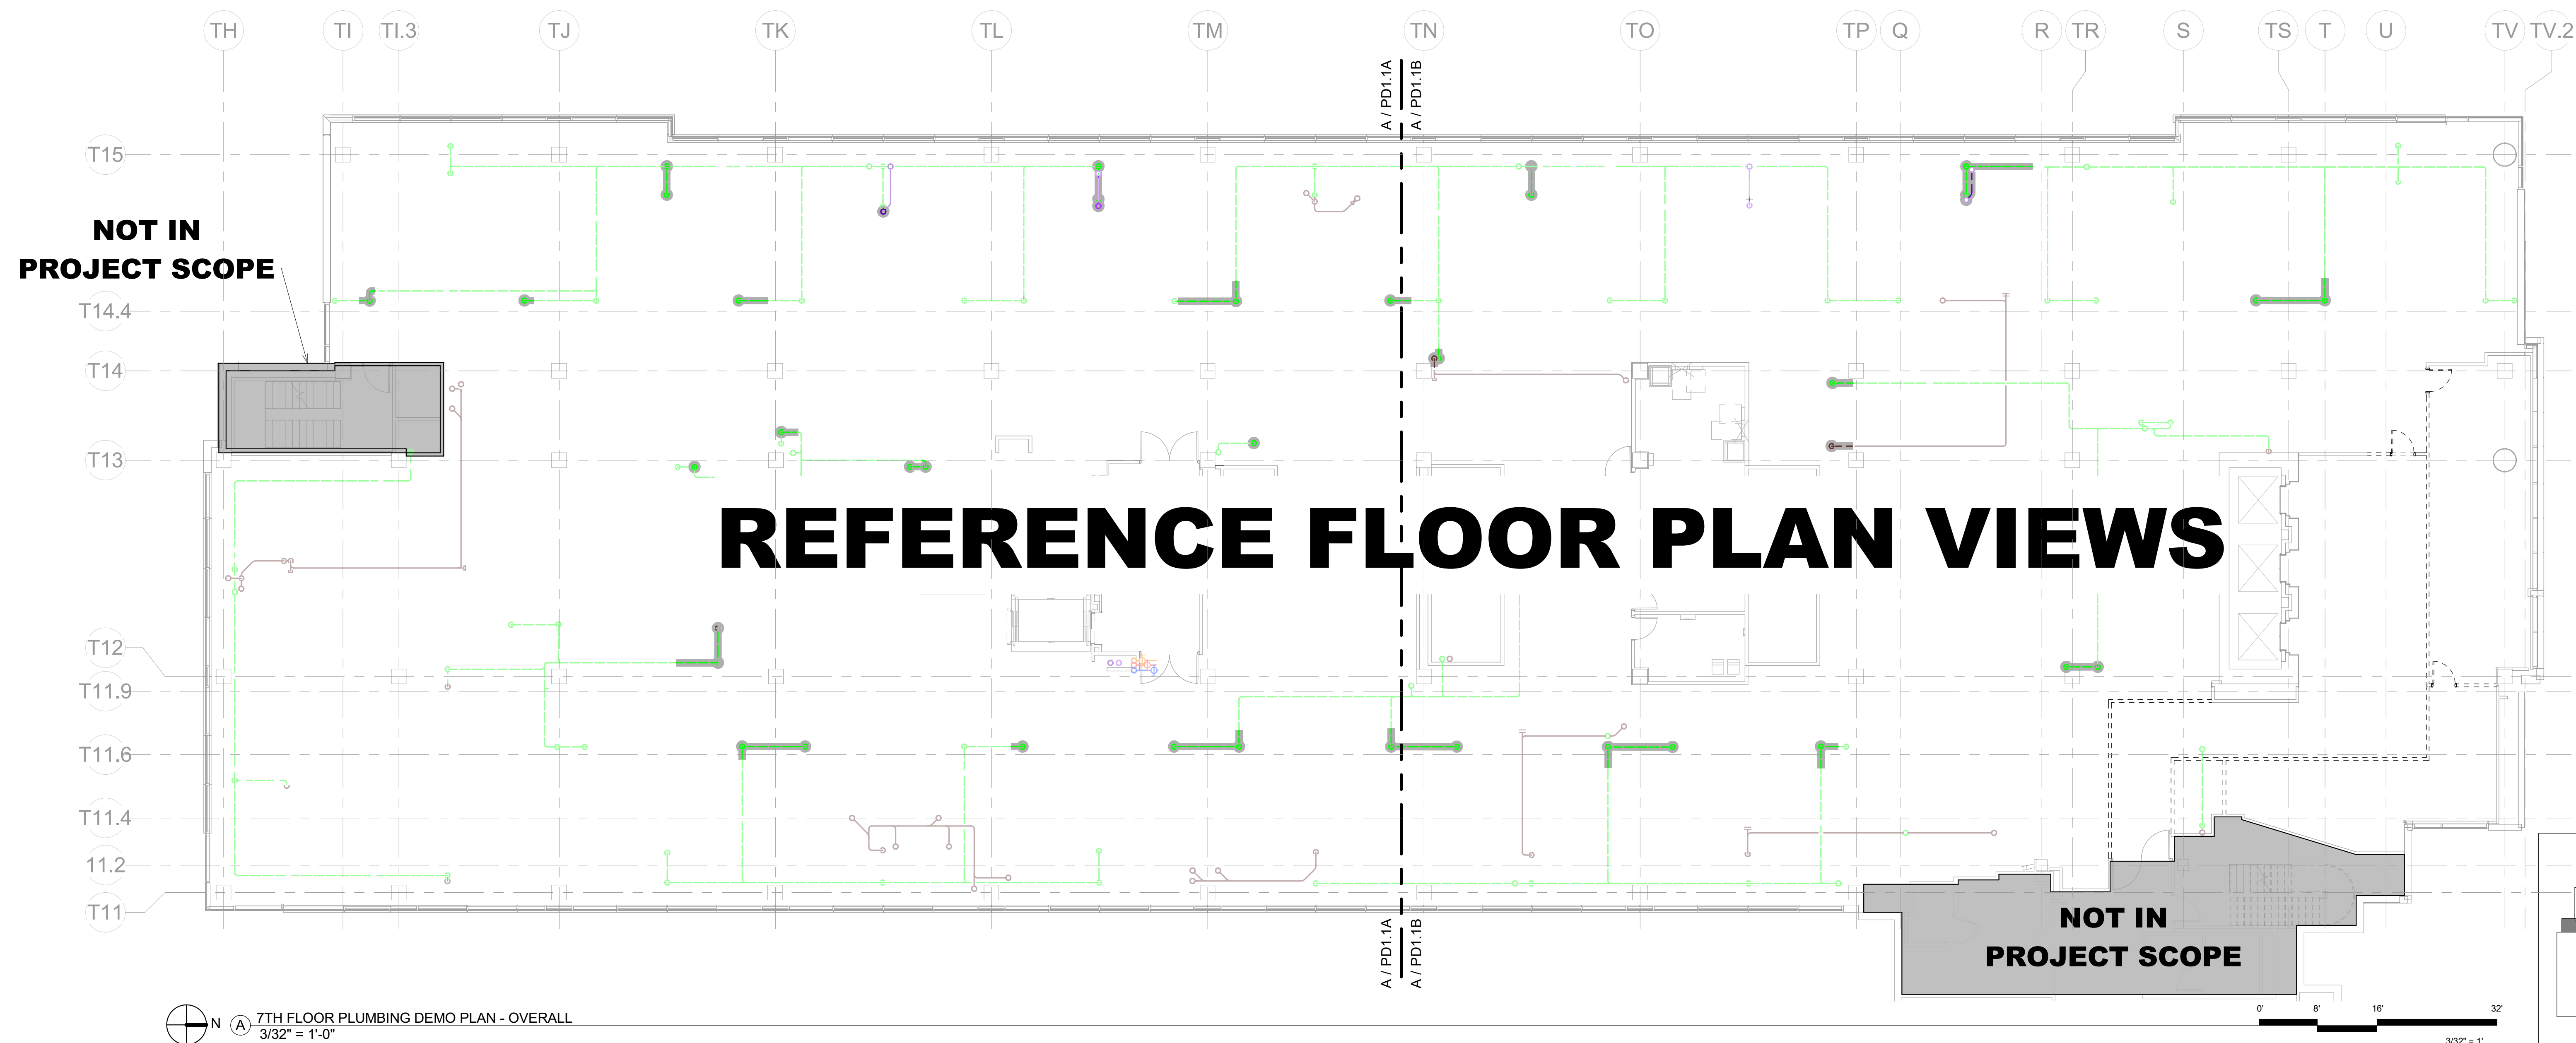 TH TI TI.3 TJ TK TL TM TN TO TP Q R TR S TS T U TV TV.2
A / PD1.1A
A / PD1.1B
T15
NOT IN
PROJECT SCOPE
T14.4
T14
T13
REFERENCE FLOOR PLAN VIEWS
T12
T11.9
T11.6
T11.4
11.2
T11
NOT IN
PROJECT SCOPE
A / PD1.1A
A / PD1.1B
N
A
7TH FLOOR PLUMBING DEMO PLAN - OVERALL
3/32" = 1'-0"
0' 8' 16' 32'
3/32" = 1'